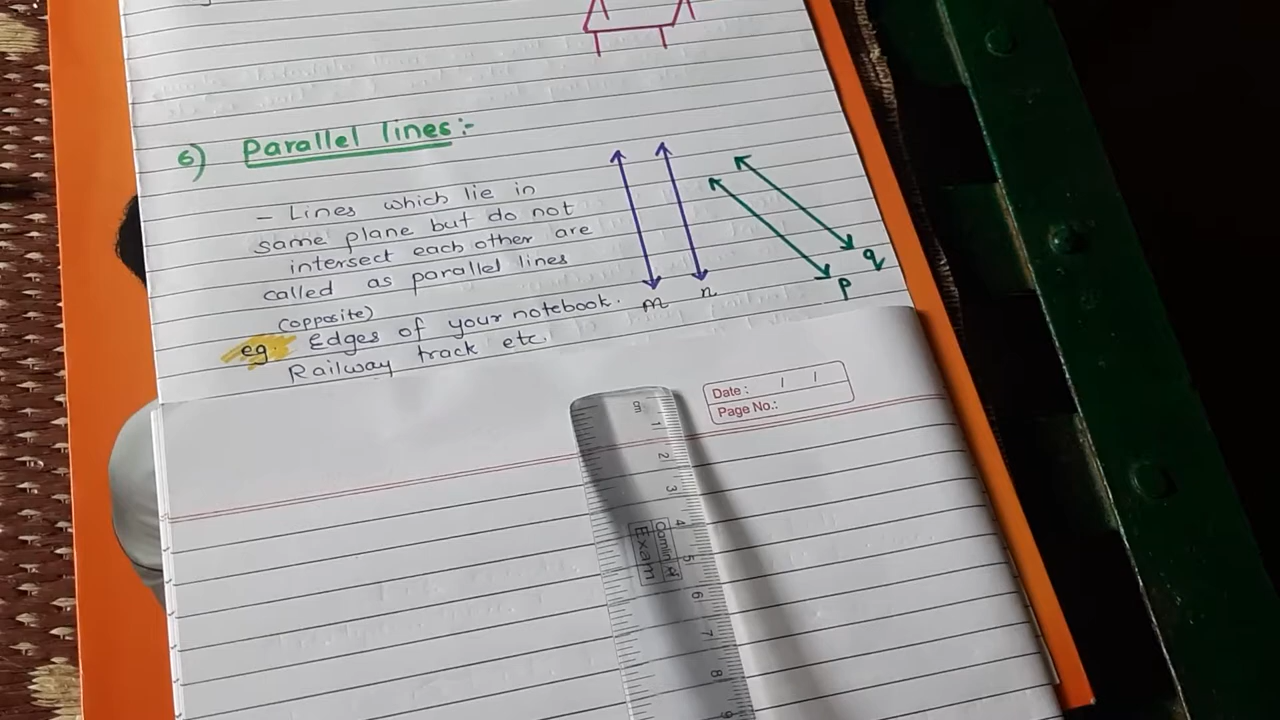 6) Parallel lines:-
- Lines which lie in
same plane but do not
intersect each other are
called as parallel lines
(opposite)
eg. Edges of your notebook.
Railway track etc.
m n
p q
Date: / /
Page No.:
cm 1 2 3 4 5 6 7 8 9
Camlin
Exam